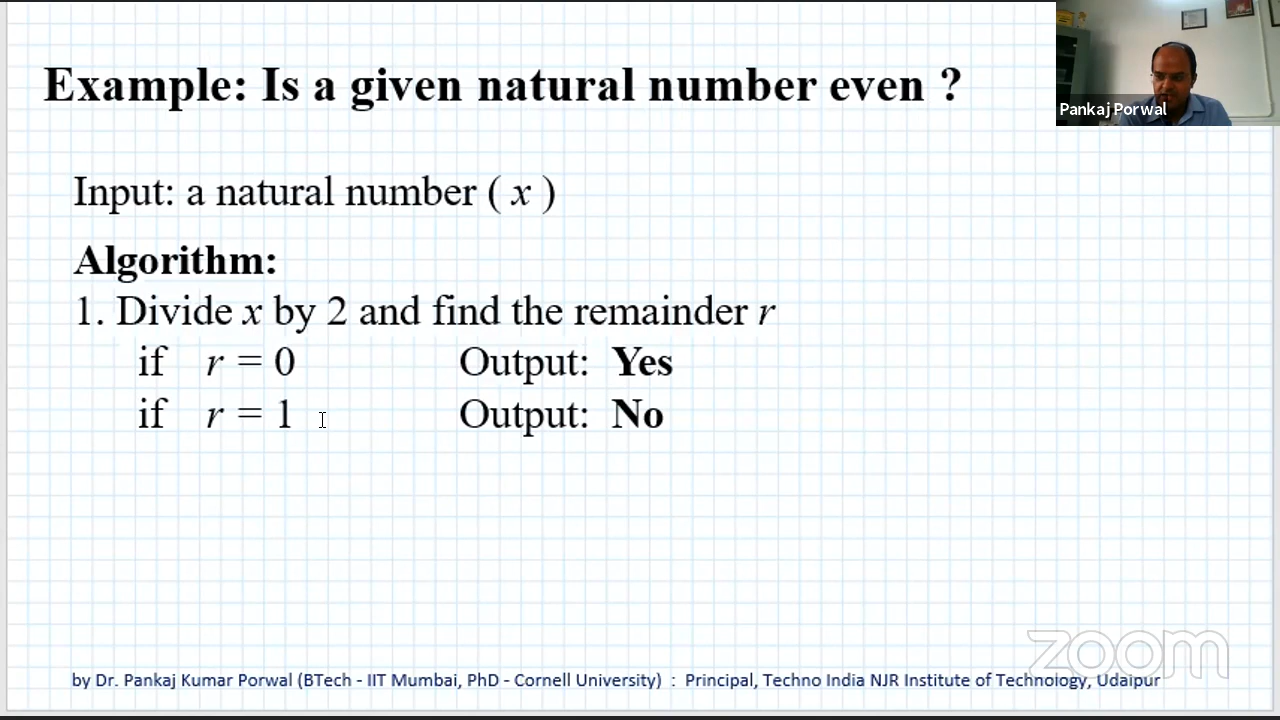 Example: Is a given natural number even ?
Pankaj Porwal
Input: a natural number ( x )
Algorithm:
1. Divide x by 2 and find the remainder r
if r = 0 Output: Yes
if r = 1 Output: No
zoom
by Dr. Pankaj Kumar Porwal (BTech - IIT Mumbai, PhD - Cornell University) : Principal, Techno India NJR Institute of Technology, Udaipur